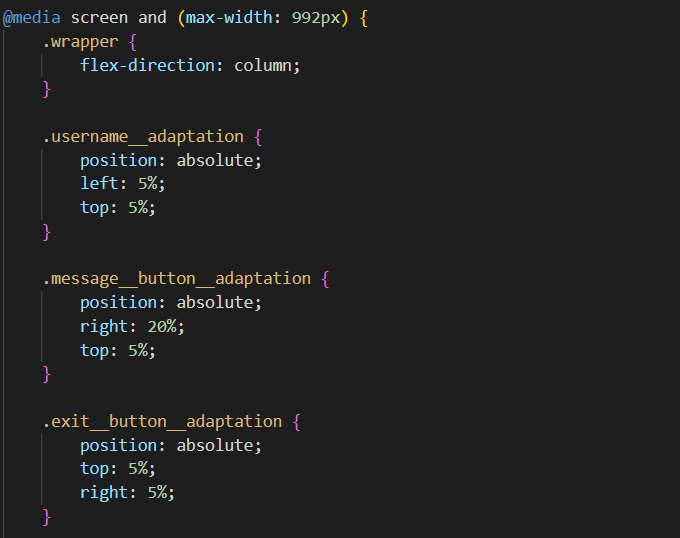 @media screen and (max-width: 992px) {
.wrapper {
flex-direction: column;
}
.username__adaptation {
position: absolute;
left: 5%;
top: 5%;
}
.message__button__adaptation {
position: absolute;
right: 20%;
top: 5%;
}
.exit__button__adaptation {
position: absolute;
top: 5%;
right: 5%;
}